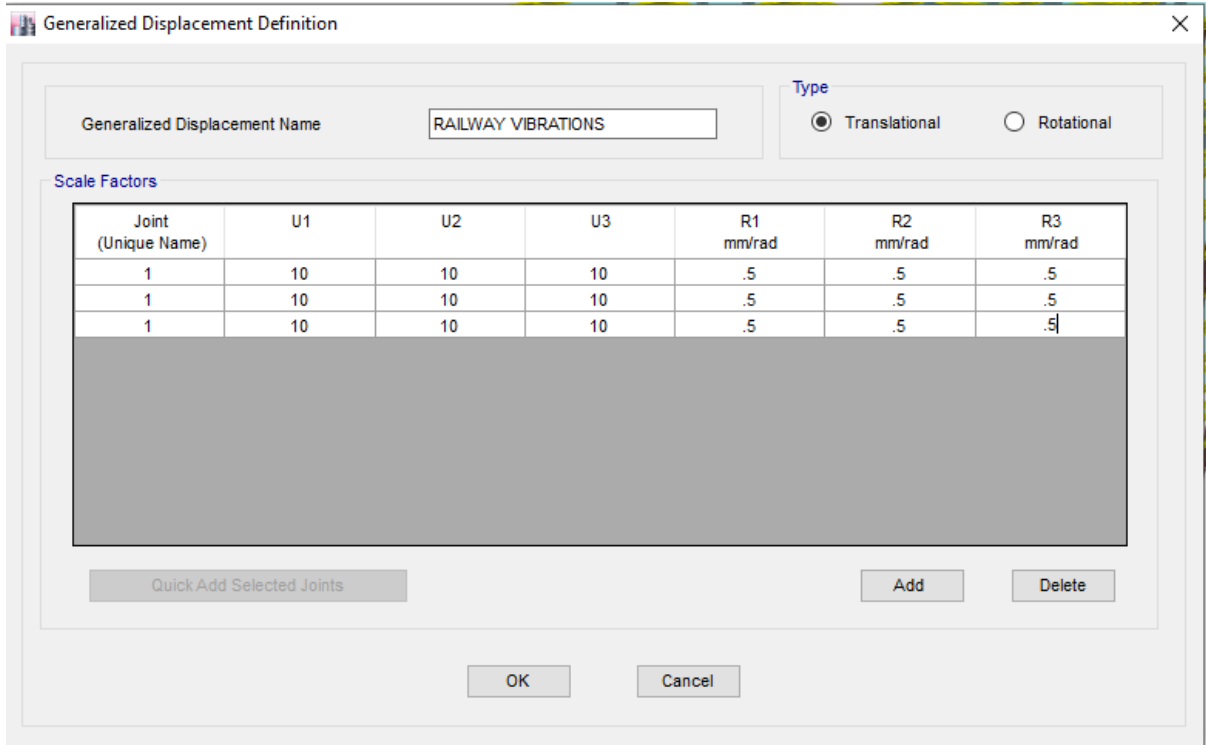 Generalized Displacement Definition
Generalized Displacement Name RAILWAY VIBRATIONS
Type
Translational Rotational
Scale Factors
Joint (Unique Name) U1 U2 U3 R1 mm/rad R2 mm/rad R3 mm/rad
1 10 10 10 .5 .5 .5
1 10 10 10 .5 .5 .5
1 10 10 10 .5 .5 .5
Quick Add Selected Joints Add Delete
OK Cancel